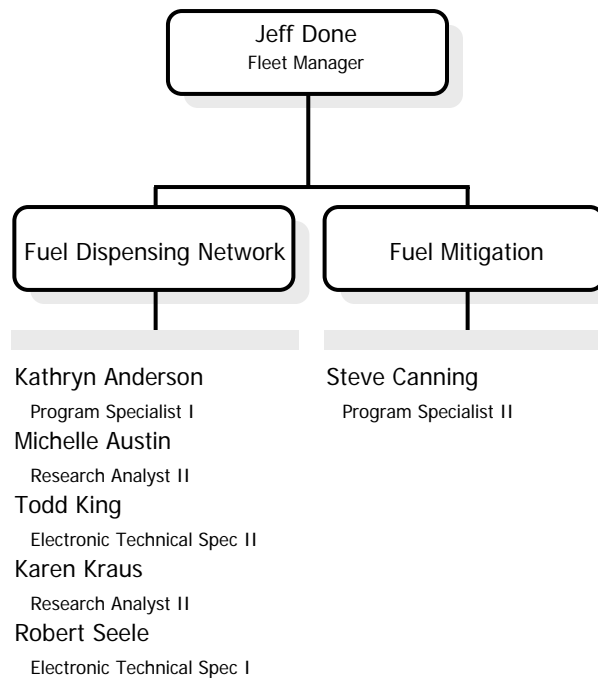 Jeff Done
Fleet Manager
Fuel Dispensing Network
Fuel Mitigation
Kathryn Anderson
Program Specialist I
Michelle Austin
Research Analyst II
Todd King
Electronic Technical Spec II
Karen Kraus
Research Analyst II
Robert Seele
Electronic Technical Spec I
Steve Canning
Program Specialist II